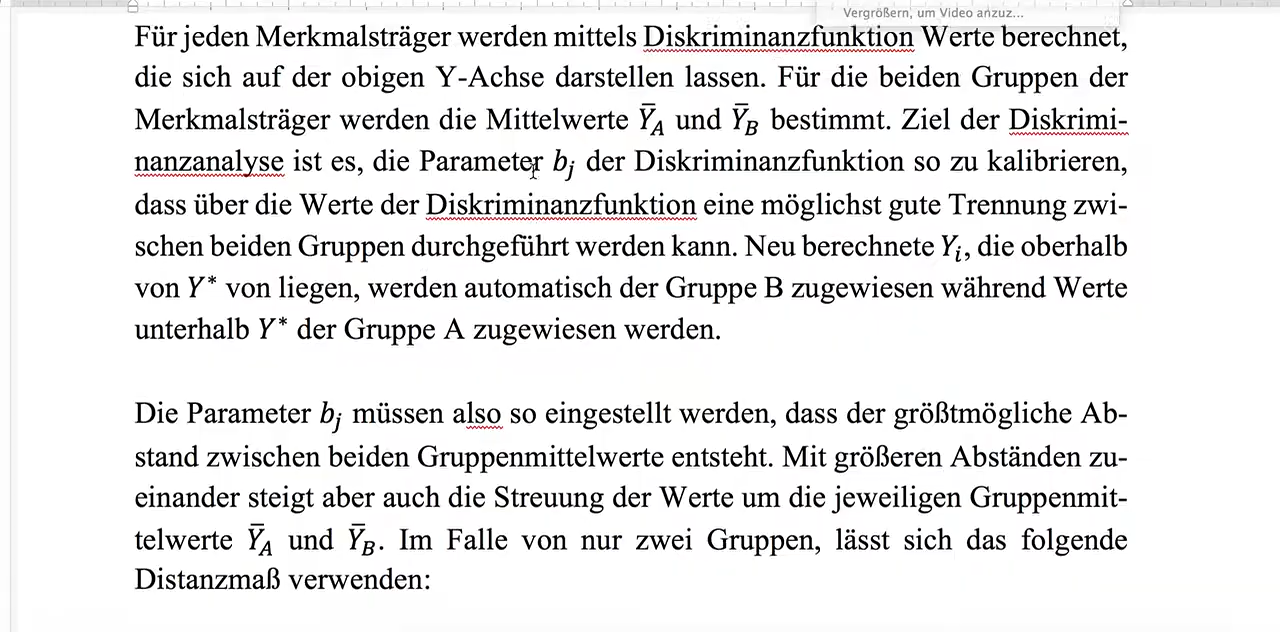 Vergrößern, um Video anzuz...
Für jeden Merkmalsträger werden mittels Diskriminanzfunktion Werte berechnet,
die sich auf der obigen Y-Achse darstellen lassen. Für die beiden Gruppen der
Merkmalsträger werden die Mittelwerte Ȳ_A und Ȳ_B bestimmt. Ziel der Diskrimi-
nanzanalyse ist es, die Parameter b_j der Diskriminanzfunktion so zu kalibrieren,
dass über die Werte der Diskriminanzfunktion eine möglichst gute Trennung zwi-
schen beiden Gruppen durchgeführt werden kann. Neu berechnete Y_i, die oberhalb
von Y* von liegen, werden automatisch der Gruppe B zugewiesen während Werte
unterhalb Y* der Gruppe A zugewiesen werden.
Die Parameter b_j müssen also so eingestellt werden, dass der größtmögliche Ab-
stand zwischen beiden Gruppenmittelwerte entsteht. Mit größeren Abständen zu-
einander steigt aber auch die Streuung der Werte um die jeweiligen Gruppenmit-
telwerte Ȳ_A und Ȳ_B. Im Falle von nur zwei Gruppen, lässt sich das folgende
Distanzmaß verwenden: